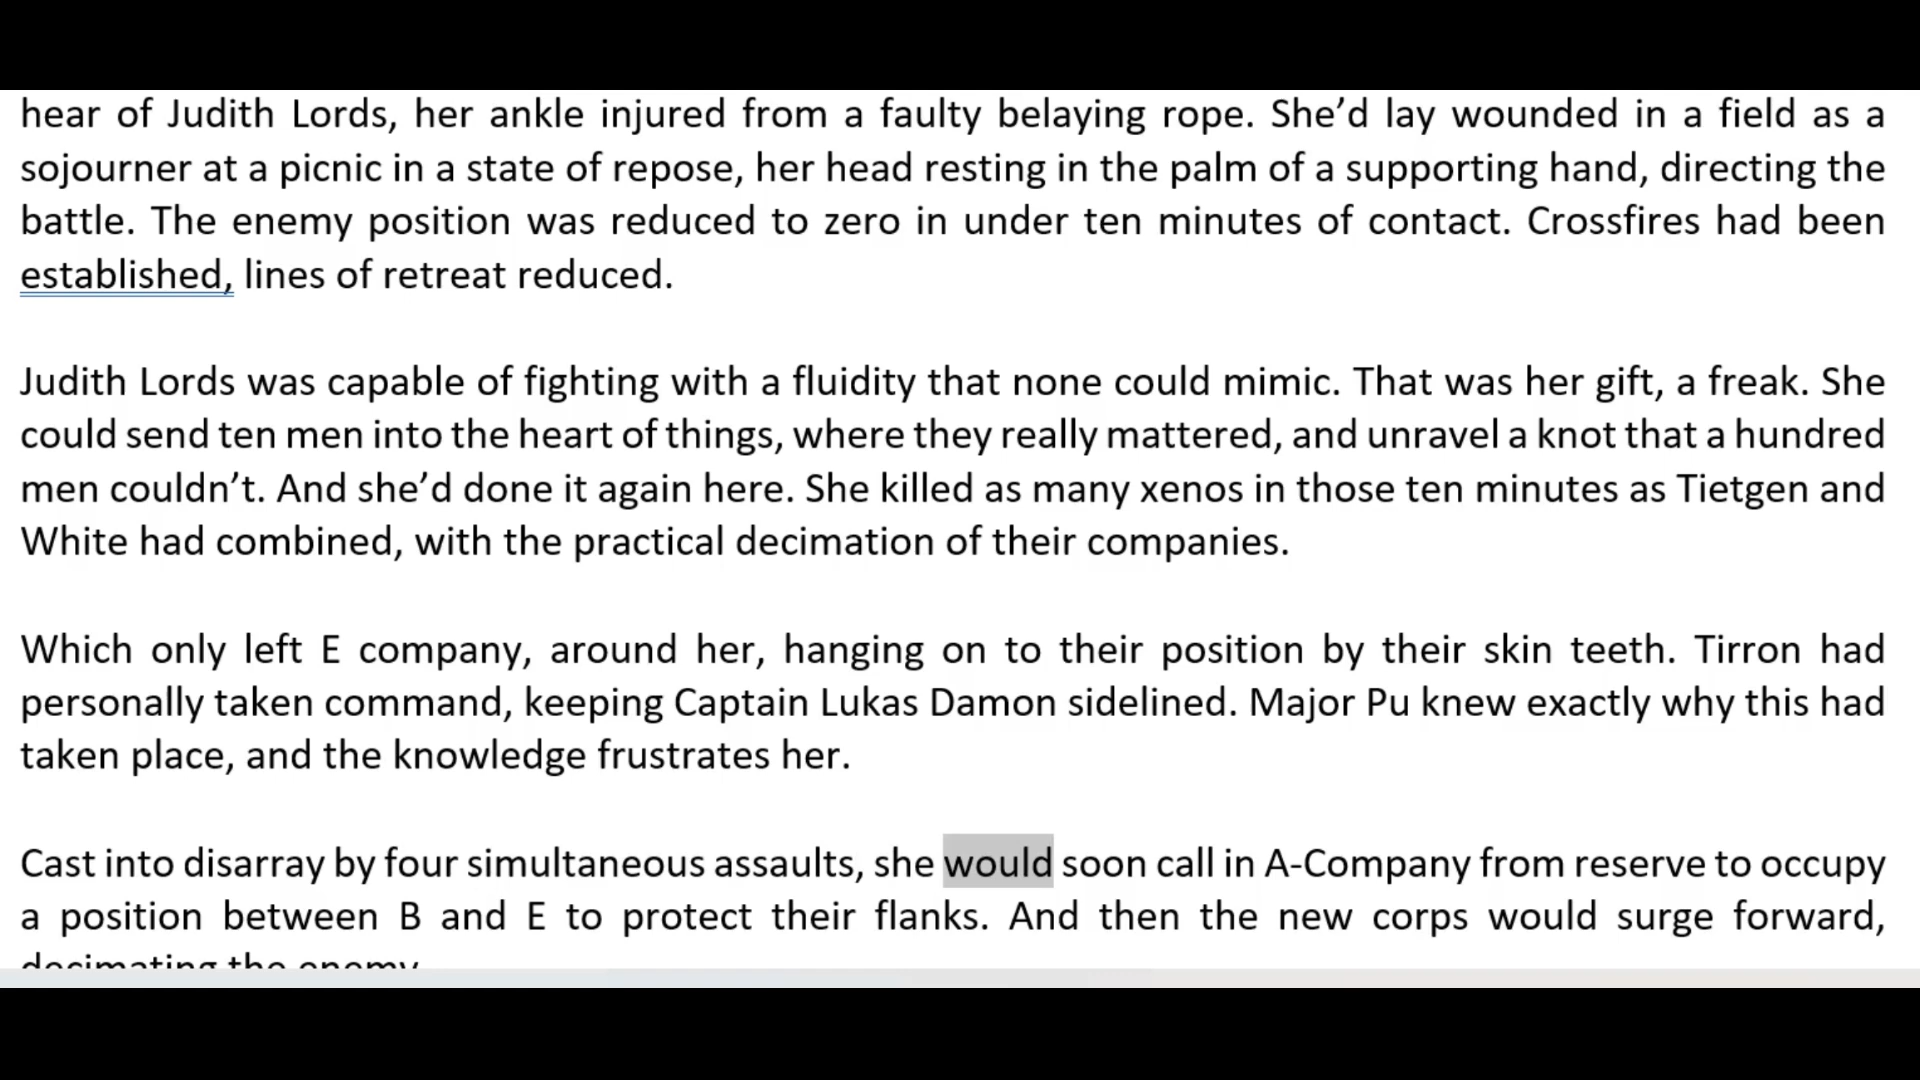 hear of Judith Lords, her ankle injured from a faulty belaying rope. She’d lay wounded in a field as a
sojourner at a picnic in a state of repose, her head resting in the palm of a supporting hand, directing the
battle. The enemy position was reduced to zero in under ten minutes of contact. Crossfires had been
established, lines of retreat reduced.
Judith Lords was capable of fighting with a fluidity that none could mimic. That was her gift, a freak. She
could send ten men into the heart of things, where they really mattered, and unravel a knot that a hundred
men couldn’t. And she’d done it again here. She killed as many xenos in those ten minutes as Tietgen and
White had combined, with the practical decimation of their companies.
Which only left E company, around her, hanging on to their position by their skin teeth. Tirron had
personally taken command, keeping Captain Lukas Damon sidelined. Major Pu knew exactly why this had
taken place, and the knowledge frustrates her.
Cast into disarray by four simultaneous assaults, she would soon call in A-Company from reserve to occupy
a position between B and E to protect their flanks. And then the new corps would surge forward,
decimating the enemy.